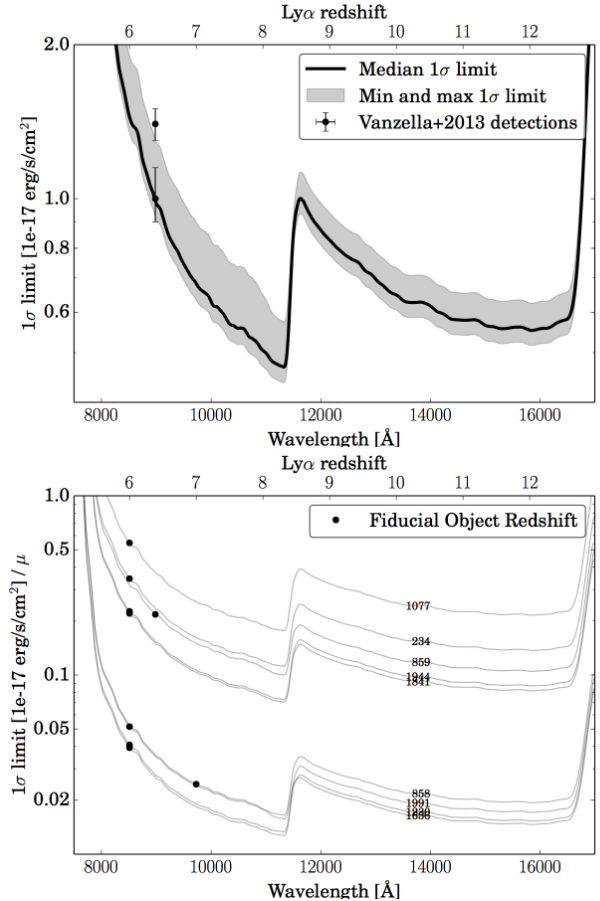 Lyα redshift
6 7 8 9 10 11 12
2.0
1.0
0.8
0.6
1σ limit [1e-17 erg/s/cm²]
Median 1σ limit
Min and max 1σ limit
Vanzella+2013 detections
8000 10000 12000 14000 16000
Wavelength [Å]
Lyα redshift
6 7 8 9 10 11 12
1.0
0.5
0.1
0.05
0.02
1σ limit [1e-17 erg/s/cm²] / μ
Fiducial Object Redshift
1077
234
859
1944
1841
858
1991
8000 10000 12000 14000 16000
Wavelength [Å]